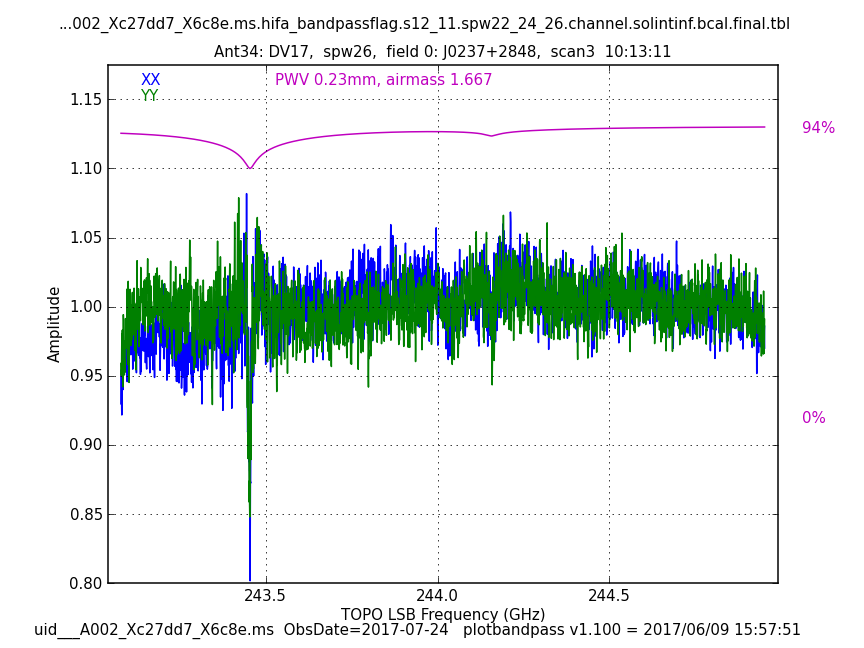 ...002_Xc27dd7_X6c8e.ms.hifa_bandpassflag.s12_11.spw22_24_26.channel.solintinf.bcal.final.tbl
Ant34: DV17,  spw26,  field 0: J0237+2848,  scan3  10:13:11
XX
PWV 0.23mm, airmass 1.667
YY
1.15
94%
1.10
1.05
1.00
Amplitude
0.95
0%
0.90
0.85
0.80
243.5
244.0
244.5
TOPO LSB Frequency (GHz)
uid___A002_Xc27dd7_X6c8e.ms  ObsDate=2017-07-24   plotbandpass v1.100 = 2017/06/09 15:57:51